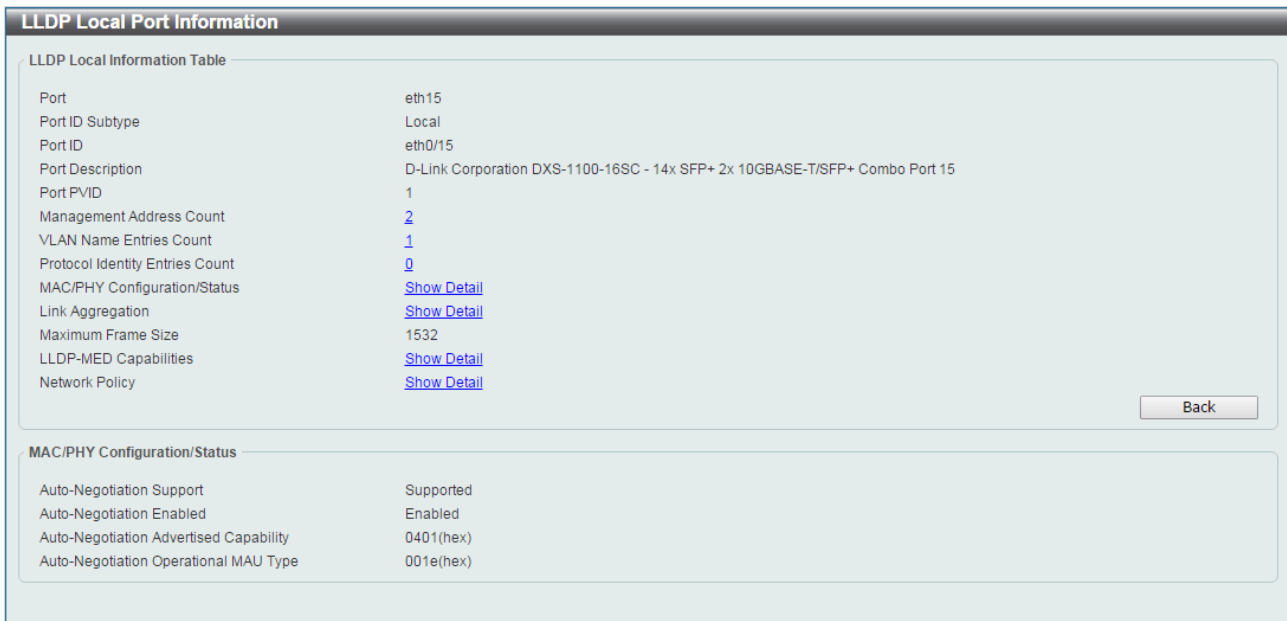 LLDP Local Port Information
LLDP Local Information Table
Port eth15
Port ID Subtype Local
Port ID eth0/15
Port Description D-Link Corporation DXS-1100-16SC - 14x SFP+ 2x 10GBASE-T/SFP+ Combo Port 15
Port PVID 1
Management Address Count 2
VLAN Name Entries Count 1
Protocol Identity Entries Count 0
MAC/PHY Configuration/Status Show Detail
Link Aggregation Show Detail
Maximum Frame Size 1532
LLDP-MED Capabilities Show Detail
Network Policy Show Detail
Back
MAC/PHY Configuration/Status
Auto-Negotiation Support Supported
Auto-Negotiation Enabled Enabled
Auto-Negotiation Advertised Capability 0401(hex)
Auto-Negotiation Operational MAU Type 001e(hex)